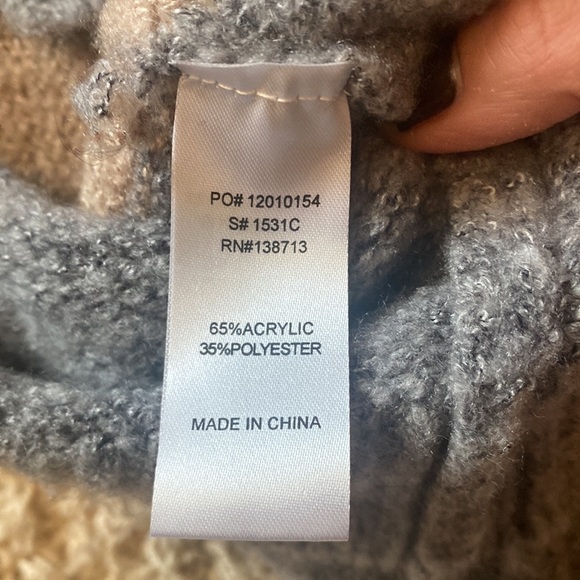 PO# 12010154
S# 1531C
RN#138713
65%ACRYLIC
35%POLYESTER
MADE IN CHINA